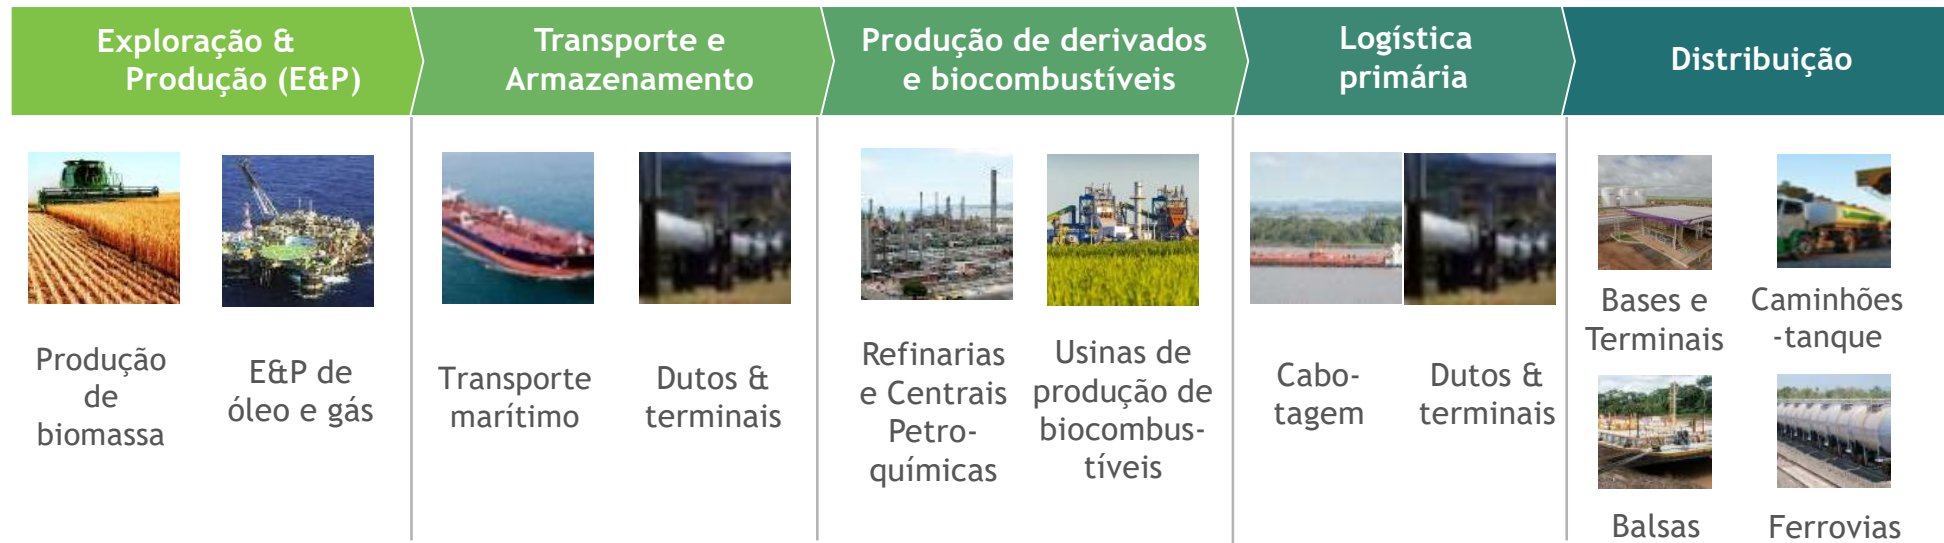 Exploração &
Produção (E&P)
Transporte e
Armazenamento
Produção de derivados
e biocombustíveis
Logística
primária
Distribuição
Produção
de
biomassa
E&P de
óleo e gás
Transporte
marítimo
Dutos &
terminais
Refinarias
e Centrais
Petro-
químicas
Usinas de
produção de
biocombus-
tíveis
Cabo-
tagem
Dutos &
terminais
Bases e
Terminais
Caminhões
-tanque
Balsas
Ferrovias